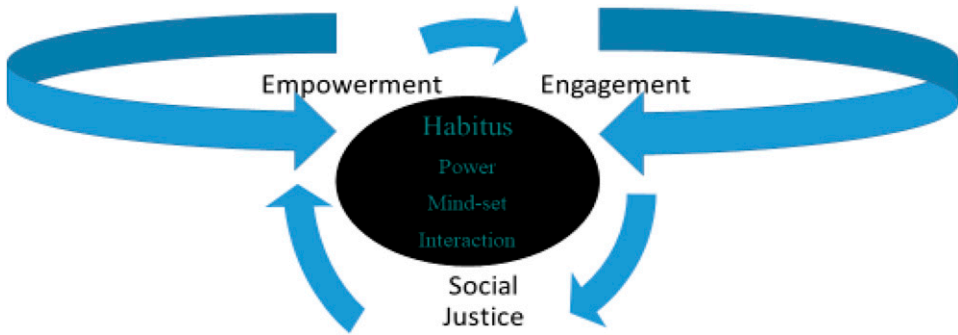 Empowerment
Engagement
Habitus
Power
Mind-set
Interaction
Social
Justice